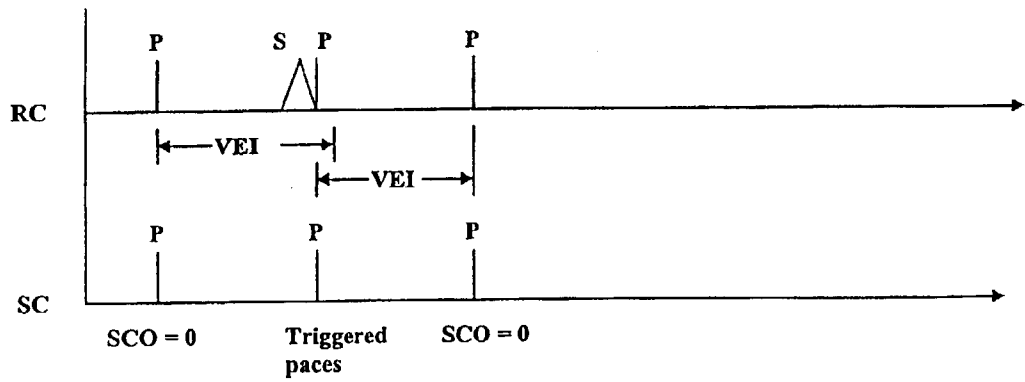 P S P P
RC
VEI
VEI
P P P
SC
SCO = 0 Triggered paces SCO = 0